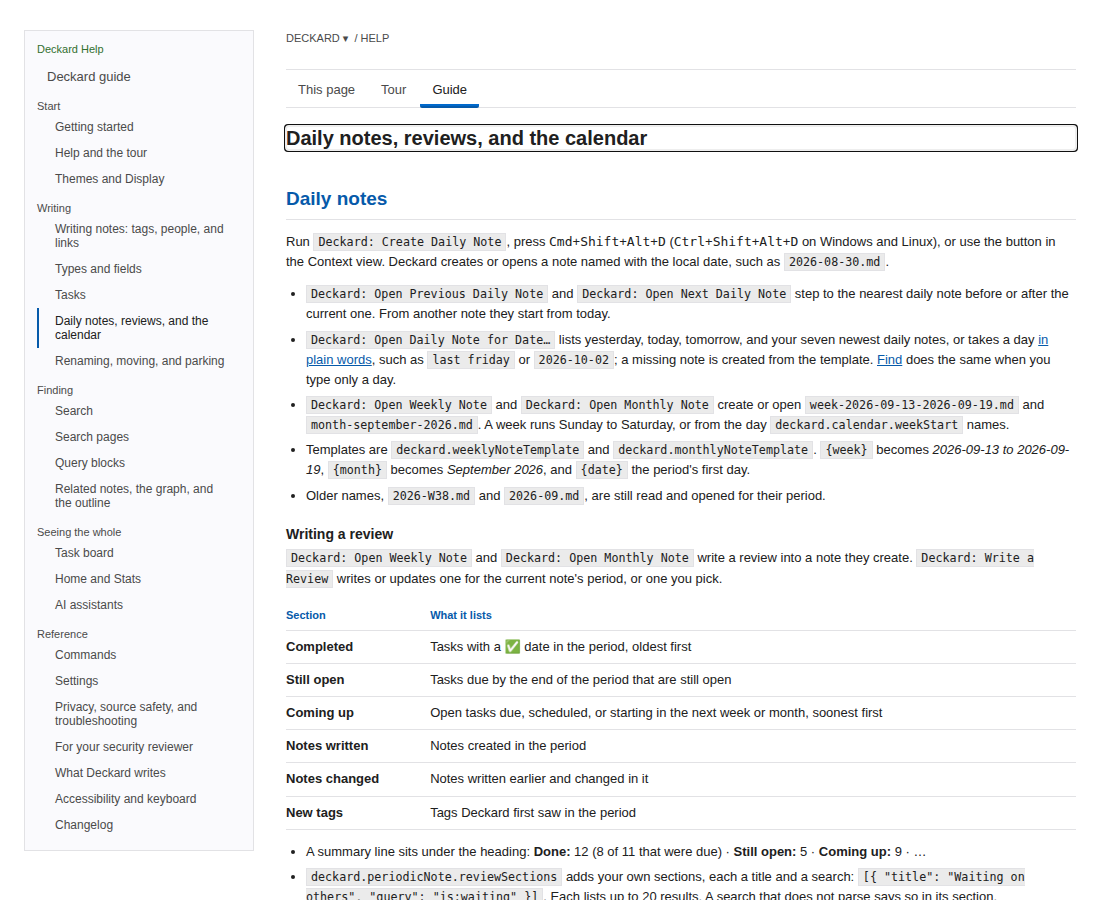 Deckard Help
Deckard guide
Start
Getting started
Help and the tour
Themes and Display
Writing
Writing notes: tags, people, and
links
Types and fields
Tasks
Daily notes, reviews, and the
calendar
Renaming, moving, and parking
Finding
Search
Search pages
Query blocks
Related notes, the graph, and
the outline
Seeing the whole
Task board
Home and Stats
AI assistants
Reference
Commands
Settings
Privacy, source safety, and
troubleshooting
For your security reviewer
What Deckard writes
Accessibility and keyboard
Changelog
DECKARD ▾ / HELP
This page Tour Guide
Daily notes, reviews, and the calendar
Daily notes
Run Deckard: Create Daily Note, press Cmd+Shift+Alt+D (Ctrl+Shift+Alt+D on Windows and Linux), or use the button in
the Context view. Deckard creates or opens a note named with the local date, such as 2026-08-30.md.
• Deckard: Open Previous Daily Note and Deckard: Open Next Daily Note step to the nearest daily note before or after the
current one. From another note they start from today.
• Deckard: Open Daily Note for Date… lists yesterday, today, tomorrow, and your seven newest daily notes, or takes a day in
plain words, such as last friday or 2026-10-02; a missing note is created from the template. Find does the same when you
type only a day.
• Deckard: Open Weekly Note and Deckard: Open Monthly Note create or open week-2026-09-13-2026-09-19.md and
month-september-2026.md. A week runs Sunday to Saturday, or from the day deckard.calendar.weekStart names.
• Templates are deckard.weeklyNoteTemplate and deckard.monthlyNoteTemplate. {week} becomes 2026-09-13 to 2026-09-
19, {month} becomes September 2026, and {date} the period's first day.
• Older names, 2026-W38.md and 2026-09.md, are still read and opened for their period.
Writing a review
Deckard: Open Weekly Note and Deckard: Open Monthly Note write a review into a note they create. Deckard: Write a
Review writes or updates one for the current note's period, or one you pick.
Section What it lists
Completed Tasks with a ✅ date in the period, oldest first
Still open Tasks due by the end of the period that are still open
Coming up Open tasks due, scheduled, or starting in the next week or month, soonest first
Notes written Notes created in the period
Notes changed Notes written earlier and changed in it
New tags Tags Deckard first saw in the period
• A summary line sits under the heading: Done: 12 (8 of 11 that were due) · Still open: 5 · Coming up: 9 · …
• deckard.periodicNote.reviewSections adds your own sections, each a title and a search: [{ "title": "Waiting on
others", "query": "is:waiting" }]. Each lists up to 20 results. A search that does not parse says so in its section.